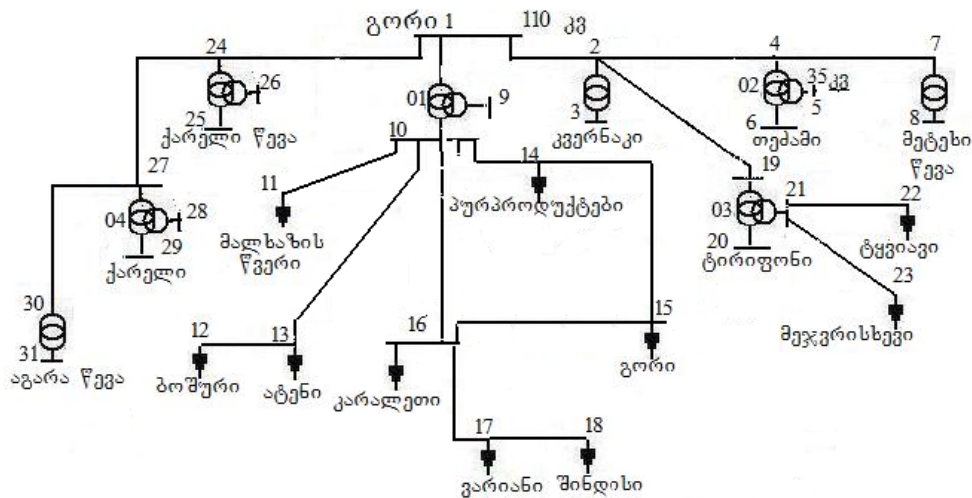 გორი 1 110 კვ
24 2 4 7
26 35 კვ
01 9 02 5
25 3 6 8
ქარელი წევა კვერნაკი თეძამი მეტეხი წევა
10 14 19
27 11 21 22
28 პურპროდუქტები 03
04 20 ტყვიავი
29 მალხაზის წვერი ტირიფონი
ქარელი 23
30 12 13 16 15 მეჯვრისხევი
31 გორი
აგარა წევა ბოშური ატენი კარალეთი
17 18
ვარიანი შინდისი